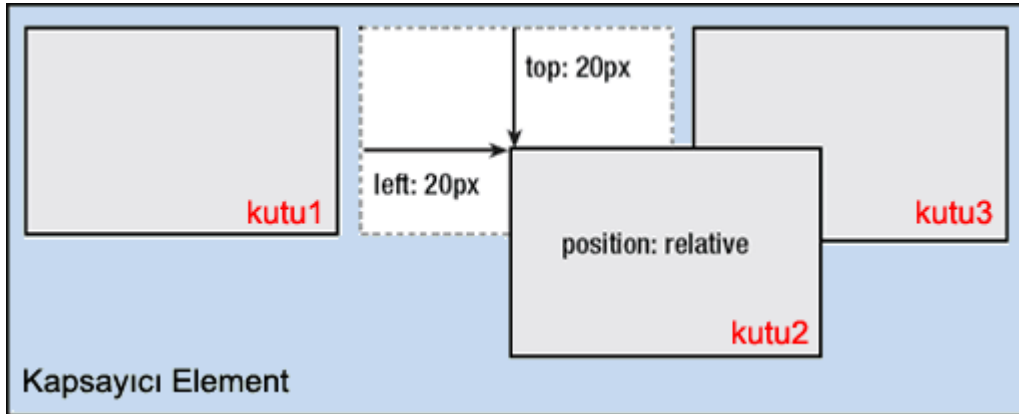 top: 20px
left: 20px
kutu1
kutu3
position: relative
kutu2
Kapsayıcı Element